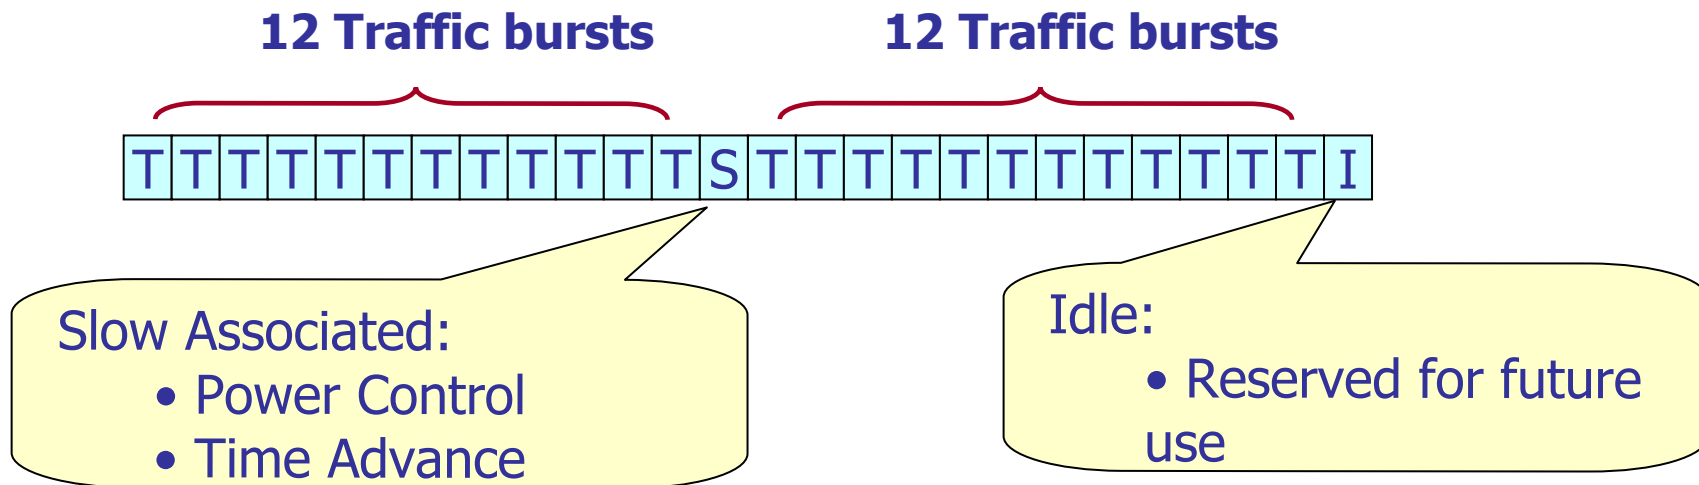 12 Traffic bursts 12 Traffic bursts
T T T T T T T T T T T T S T T T T T T T T T T T T I
Slow Associated:
• Power Control
• Time Advance
Idle:
• Reserved for future
use